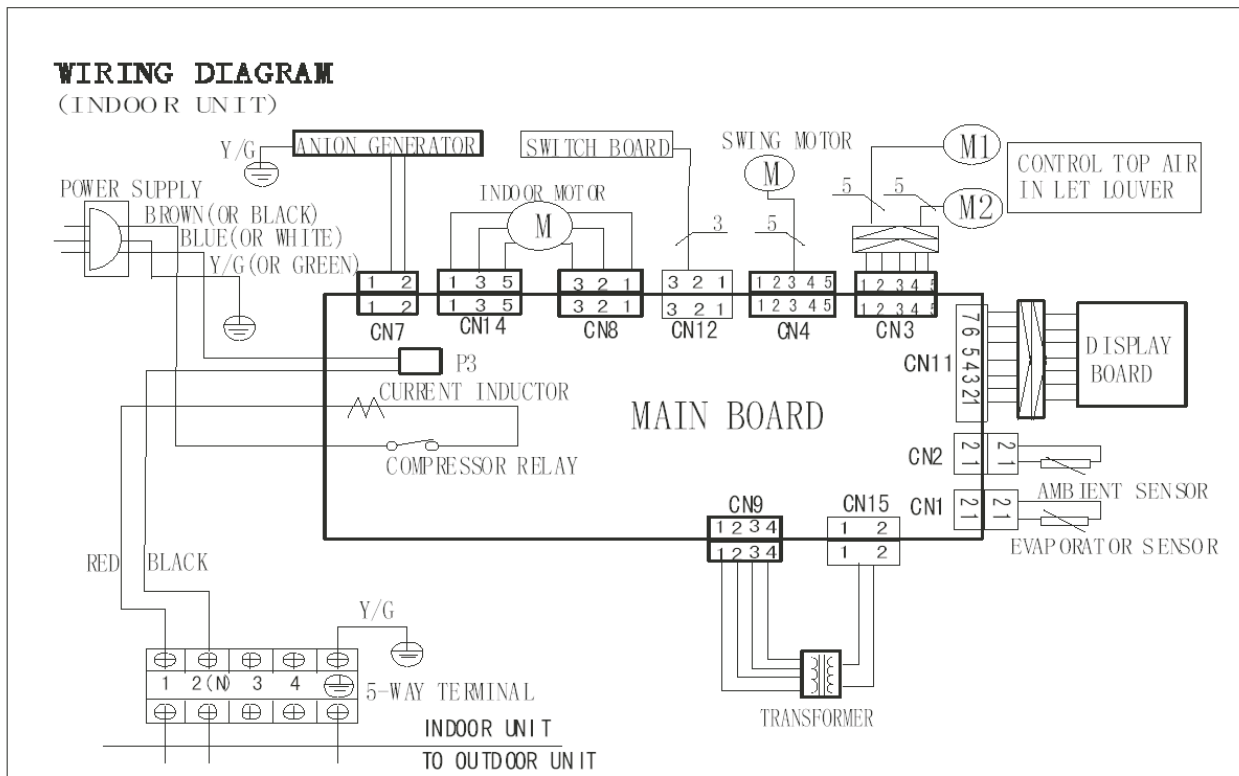 WIRING DIAGRAM
(INDOOR UNIT)
Y/G
ANION GENERATOR
SWITCH BOARD
SWING MOTOR
M
M1
M2
CONTROL TOP AIR
IN LET LOUVER
POWER SUPPLY
BROWN(OR BLACK)
BLUE(OR WHITE)
Y/G(OR GREEN)
INDOOR MOTOR
M
3
5
5
5
1 2
1 2
CN7
1 3 5
1 3 5
CN14
3 2 1
3 2 1
CN8
3 2 1
3 2 1
CN12
1 2 3 4 5
1 2 3 4 5
CN4
1 2 3 4 5
1 2 3 4 5
CN3
7 6 5 4 3 2 1
CN11
DISPLAY
BOARD
P3
CURRENT INDUCTOR
COMPRESSOR RELAY
MAIN BOARD
CN2
2 1
2 1
AMBIENT SENSOR
CN1
2 1
2 1
EVAPORATOR SENSOR
CN9
1 2 3 4
1 2 3 4
CN15
1 2
1 2
RED
BLACK
Y/G
1 2(N) 3 4
5-WAY TERMINAL
TRANSFORMER
INDOOR UNIT
TO OUTDOOR UNIT